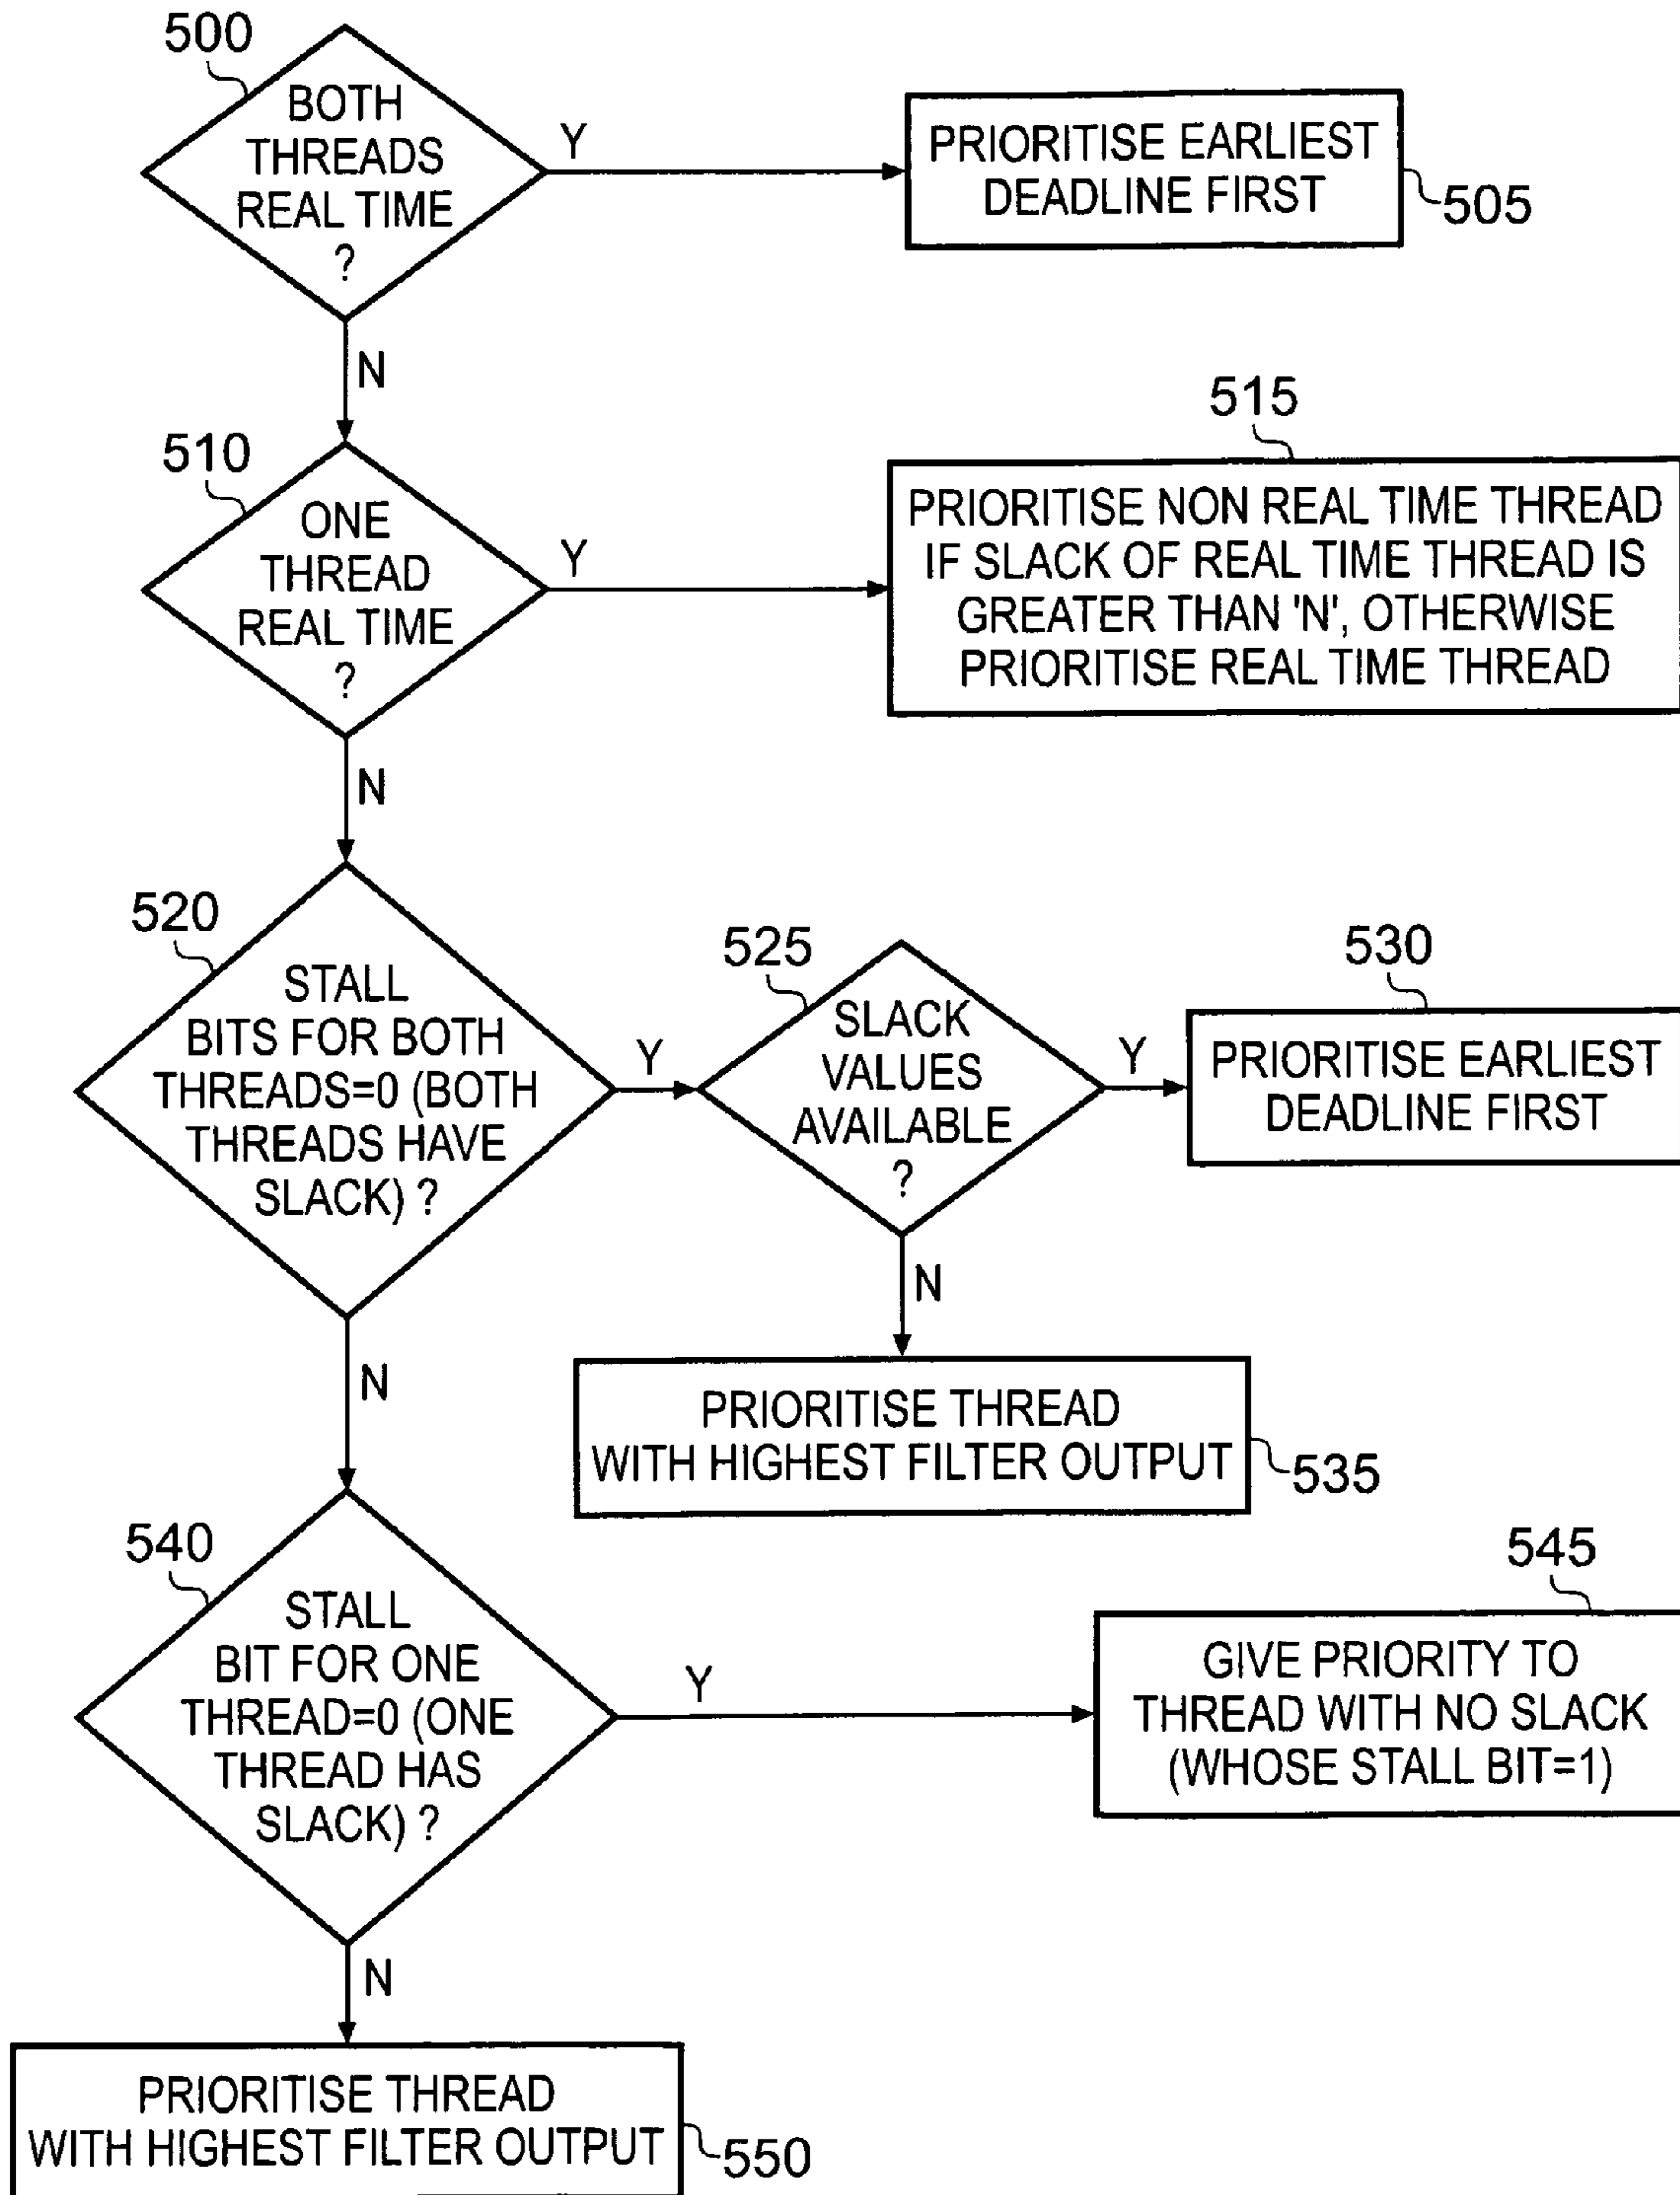 500
BOTH
THREADS
REAL TIME
?
Y
PRIORITISE EARLIEST
DEADLINE FIRST
505
N
510
ONE
THREAD
REAL TIME
?
Y
515
PRIORITISE NON REAL TIME THREAD
IF SLACK OF REAL TIME THREAD IS
GREATER THAN 'N', OTHERWISE
PRIORITISE REAL TIME THREAD
N
520
STALL
BITS FOR BOTH
THREADS=0 (BOTH
THREADS HAVE
SLACK) ?
Y
525
SLACK
VALUES
AVAILABLE
?
Y
530
PRIORITISE EARLIEST
DEADLINE FIRST
N
PRIORITISE THREAD
WITH HIGHEST FILTER OUTPUT
535
N
540
STALL
BIT FOR ONE
THREAD=0 (ONE
THREAD HAS
SLACK) ?
Y
545
GIVE PRIORITY TO
THREAD WITH NO SLACK
(WHOSE STALL BIT=1)
N
PRIORITISE THREAD
WITH HIGHEST FILTER OUTPUT
550